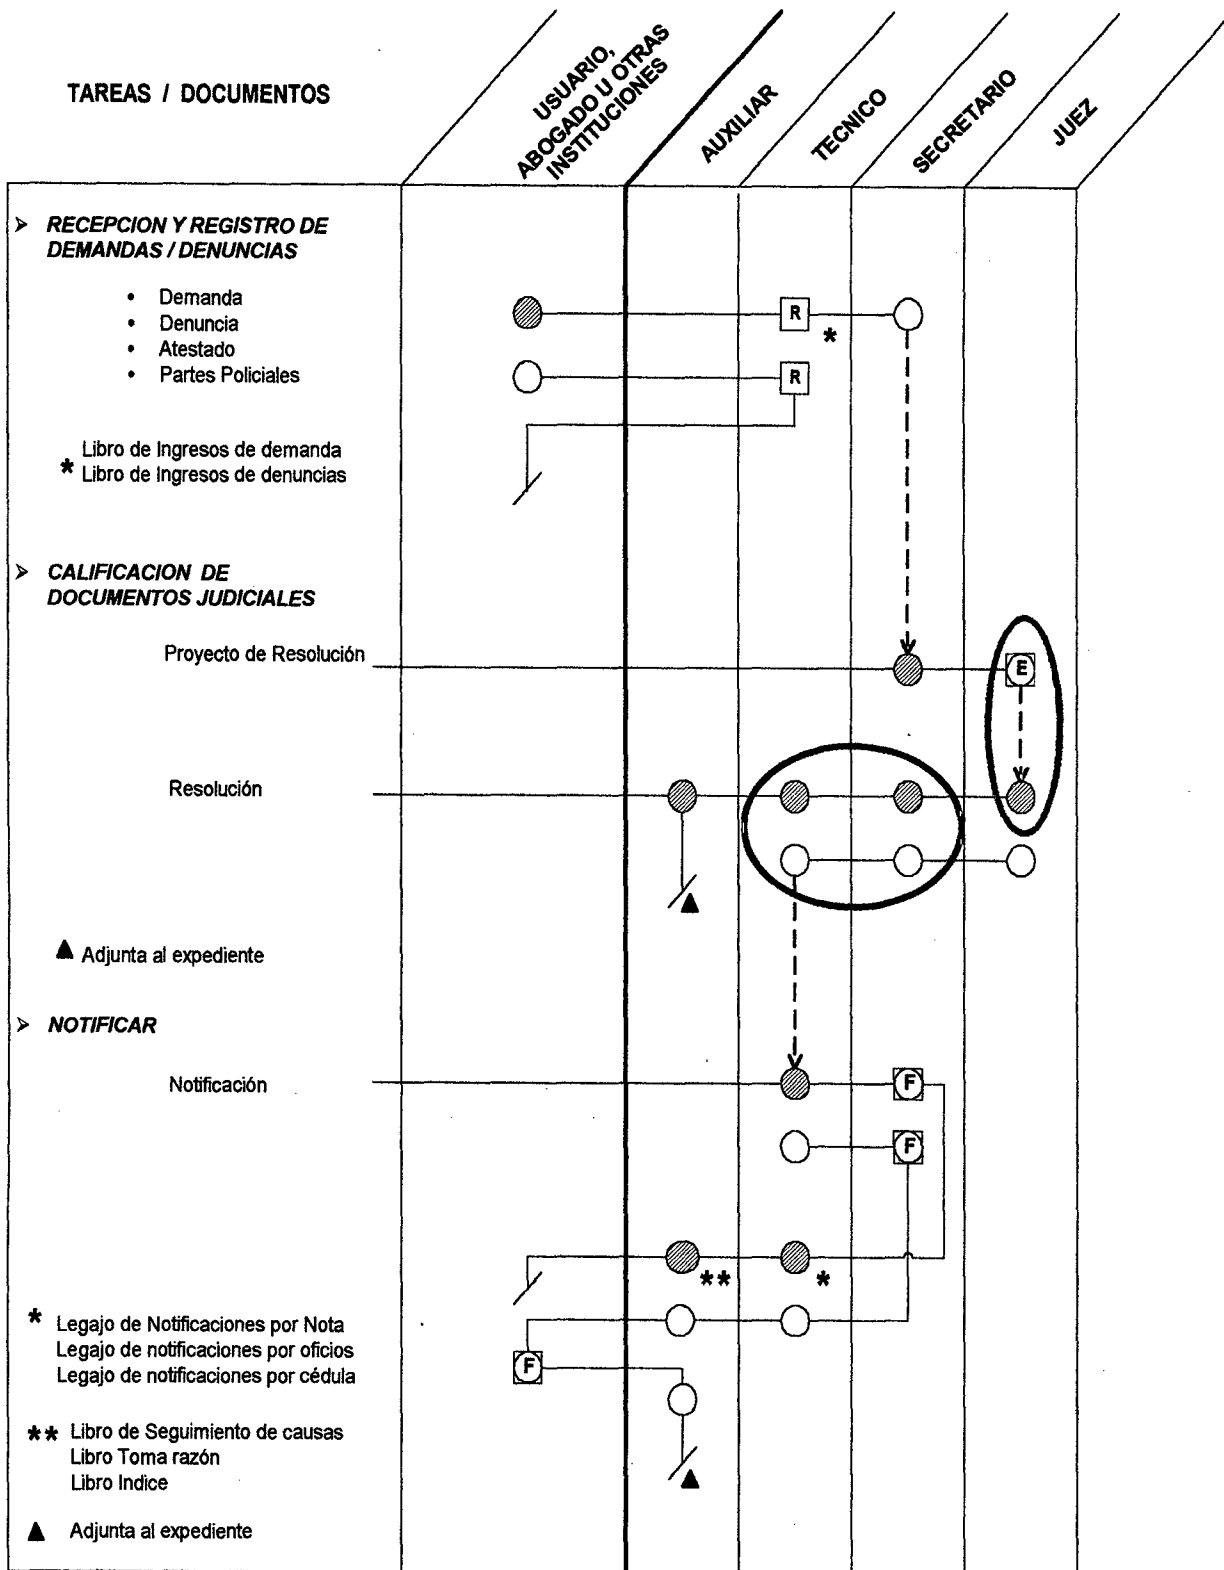 TAREAS / DOCUMENTOS
USUARIO,
ABOGADO U OTRAS
INSTITUCIONES
AUXILIAR
TECNICO
SECRETARIO
JUEZ
➢ RECEPCION Y REGISTRO DE
DEMANDAS / DENUNCIAS
• Demanda
• Denuncia
• Atestado
• Partes Policiales
R
*
R
Libro de Ingresos de demanda
* Libro de Ingresos de denuncias
➢ CALIFICACION DE
DOCUMENTOS JUDICIALES
Proyecto de Resolución
E
Resolución
▲ Adjunta al expediente
➢ NOTIFICAR
Notificación
F
F
**
*
* Legajo de Notificaciones por Nota
Legajo de notificaciones por oficios
Legajo de notificaciones por cédula
F
** Libro de Seguimiento de causas
Libro Toma razón
Libro Indice
▲ Adjunta al expediente